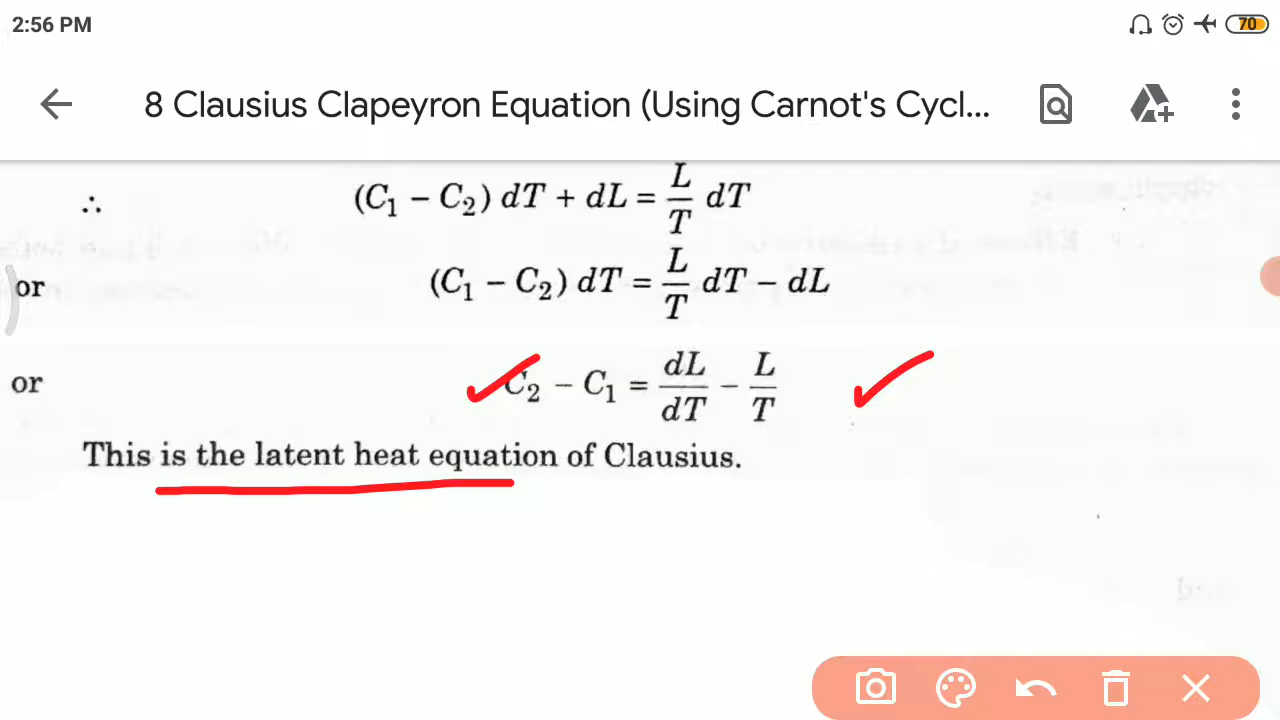 2:56 PM
70
8 Clausius Clapeyron Equation (Using Carnot's Cycl...
∴ (C₁ − C₂) dT + dL = L/T dT
or (C₁ − C₂) dT = L/T dT − dL
or C₂ − C₁ = dL/dT − L/T
This is the latent heat equation of Clausius.